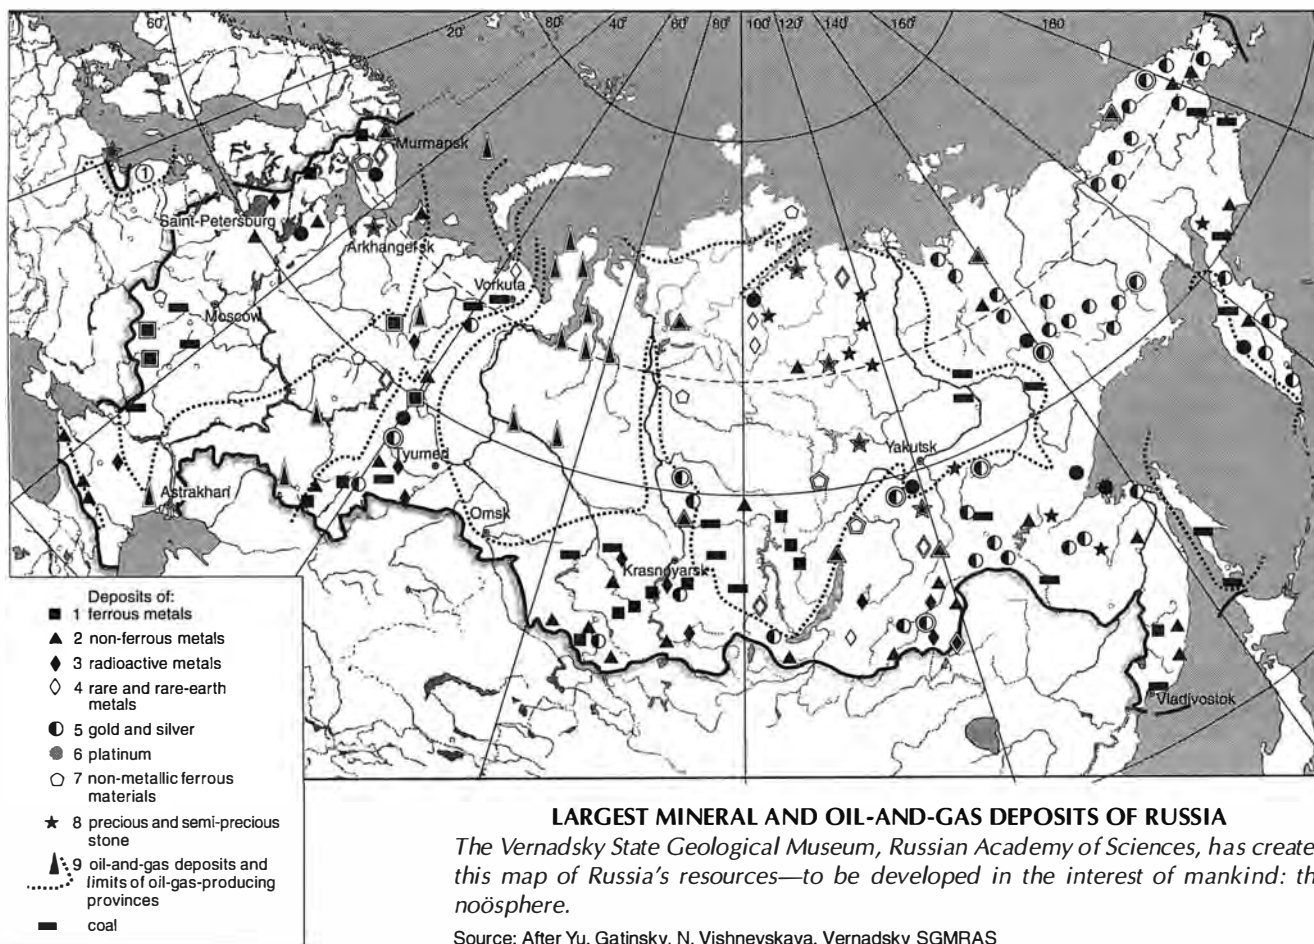 60°
20°
80°
40°
60°
80°
100°
120°
140°
160°
180
Murmansk
1
Saint-Petersburg
Arkhangel'sk
Vorkuta
Moscow
Yakutsk
Tyumen
Astrakhan
Omsk
Krasnoyarsk
Vladivostok
Deposits of:
1 ferrous metals
2 non-ferrous metals
3 radioactive metals
4 rare and rare-earth
metals
5 gold and silver
6 platinum
7 non-metallic ferrous
materials
8 precious and semi-precious
stone
9 oil-and-gas deposits and
limits of oil-gas-producing
provinces
coal
LARGEST MINERAL AND OIL-AND-GAS DEPOSITS OF RUSSIA
The Vernadsky State Geological Museum, Russian Academy of Sciences, has create
this map of Russia's resources—to be developed in the interest of mankind: th
noösphere.
Source: After Yu. Gatinsky, N. Vishnevskaya, Vernadsky SGMRAS